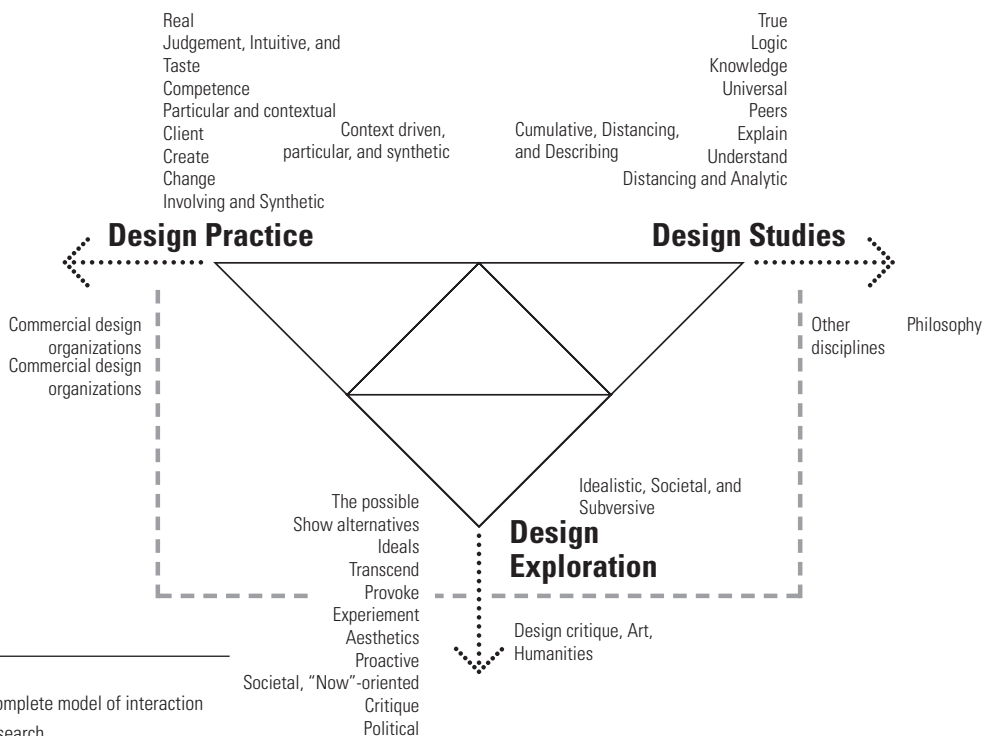 Real
Judgement, Intuitive, and
Taste
Competence
Particular and contextual
Client
Create
Change
Involving and Synthetic
Context driven,
particular, and synthetic
Cumulative, Distancing,
and Describing
True
Logic
Knowledge
Universal
Peers
Explain
Understand
Distancing and Analytic
Design Practice
Design Studies
Commercial design
organizations
Commercial design
organizations
Other
disciplines
Philosophy
Idealistic, Societal, and
Subversive
Design
Exploration
The possible
Show alternatives
Ideals
Transcend
Provoke
Experiement
Aesthetics
Proactive
Societal, “Now”-oriented
Critique
Political
Design critique, Art,
Humanities
model of interaction